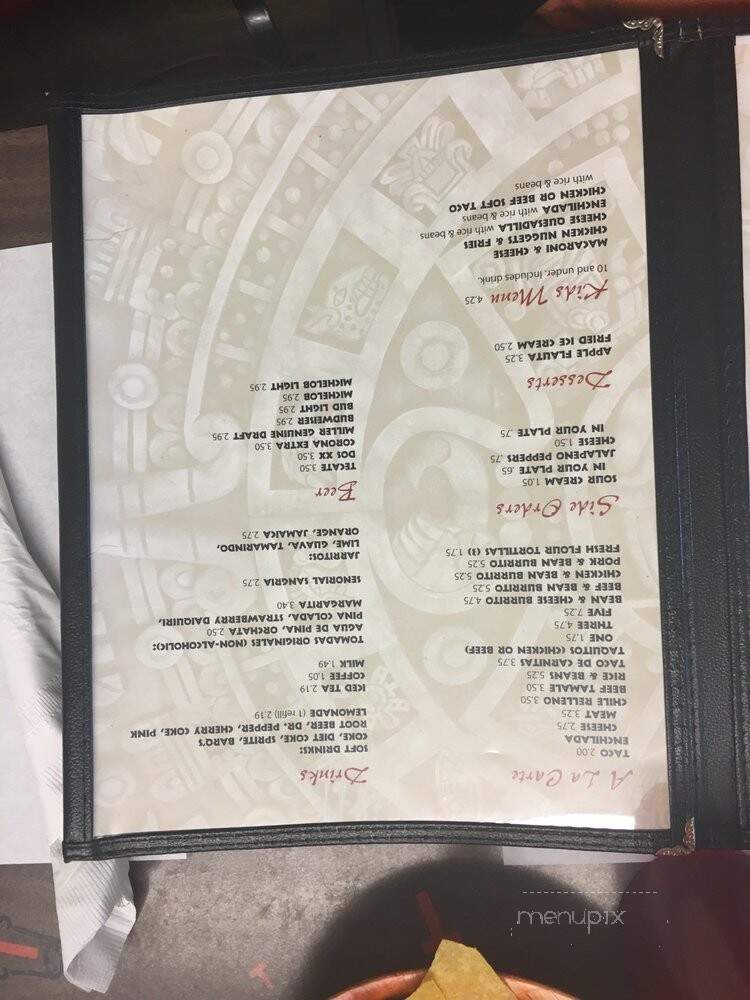 A La Carte
TACO 2.00
ENCHILADA
CHEESE 2.75
MEAT 3.25
CHILE RELLENO 3.50
BEEF TAMALE 3.50
RICE & BEANS 5.25
TACO DE CARNITAS 3.75
TAQUITOS (CHICKEN OR BEEF)
ONE 1.75
THREE 4.75
FIVE 7.25
BEAN & CHEESE BURRITO 4.75
BEEF & BEAN BURRITO 5.25
CHICKEN & BEAN BURRITO 5.25
PORK & BEAN BURRITO 5.25
FRESH FLOUR TORTILLAS (3) 1.75
Side Orders
SOUR CREAM 1.05
IN YOUR PLATE .65
JALAPENO PEPPERS .75
CHEESE 1.50
IN YOUR PLATE .75
Desserts
APPLE FLAUTA 3.25
FRIED ICE CREAM 2.50
Kids Menu 4.25
10 and under. Includes drink.
MACARONI & CHEESE
CHICKEN NUGGETS & FRIES
CHEESE QUESADILLA with rice & beans
ENCHILADA with rice & beans
CHICKEN OR BEEF SOFT TACO
with rice & beans
Drinks
SOFT DRINKS:
COKE, DIET COKE, SPRITE, BARQ'S
ROOT BEER, DR. PEPPER, CHERRY COKE, PINK
LEMONADE (1 refill) 2.19
ICED TEA 2.19
COFFEE 1.05
MILK 1.49
TOMADAS ORIGINALES (NON-ALCOHOLIC):
AGUA DE PINA, ORCHATA 2.50
PINA COLADA, STRAWBERRY DAIQUIRI,
MARGARITA 3.40
SENORIAL SANGRIA 2.75
JARRITOS:
LIME, GUAVA, TAMARINDO,
ORANGE, JAMAICA 2.75
Beer
TECATE 3.50
DOS XX 3.50
CORONA EXTRA 3.50
MILLER GENUINE DRAFT 2.95
BUDWEISER 2.95
BUD LIGHT 2.95
MICHELOB 2.95
MICHELOB LIGHT 2.95
menupix